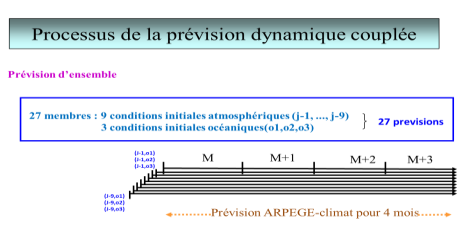 Processus de la prévision dynamique couplée
Prévision d'ensemble
27 membres : 9 conditions initiales atmosphériques (j-1, ..., j-9)
3 conditions initiales océaniques(o1,o2,o3)
} 27 previsions
(J-1,o1)
(J-1,o2)
(J-1,o3)
M M+1 M+2 M+3
(J-9,o1)
(J-9,o2)
(J-9,o3)
Prévision ARPEGE-climat pour 4 mois